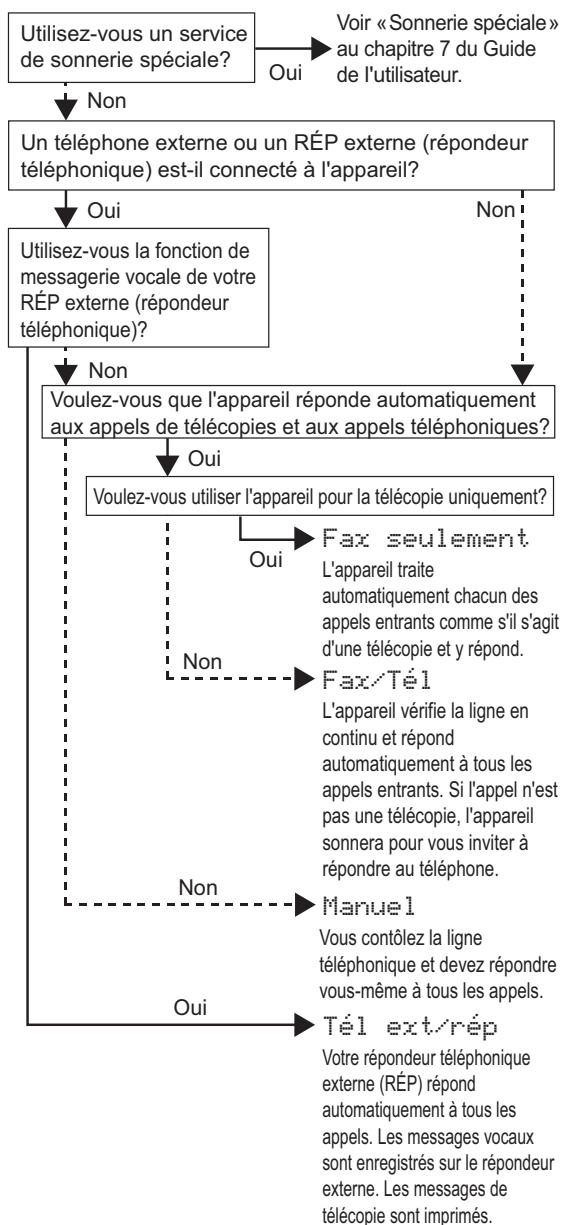 Utilisez-vous un service
de sonnerie spéciale?
Oui
Voir «Sonnerie spéciale»
au chapitre 7 du Guide
de l'utilisateur.
Non
Un téléphone externe ou un RÉP externe (répondeur
téléphonique) est-il connecté à l'appareil?
Oui
Non
Utilisez-vous la fonction de
messagerie vocale de votre
RÉP externe (répondeur
téléphonique)?
Non
Voulez-vous que l'appareil réponde automatiquement
aux appels de télécopies et aux appels téléphoniques?
Oui
Voulez-vous utiliser l'appareil pour la télécopie uniquement?
Oui
Fax seulement
L'appareil traite
automatiquement chacun des
appels entrants comme s'il s'agit
d'une télécopie et y répond.
Non
Fax/Tél
L'appareil vérifie la ligne en
continu et répond
automatiquement à tous les
appels entrants. Si l'appel n'est
pas une télécopie, l'appareil
sonnera pour vous inviter à
répondre au téléphone.
Non
Manuel
Vous contôlez la ligne
téléphonique et devez répondre
vous-même à tous les appels.
Oui
Tél ext/rép
Votre répondeur téléphonique
externe (RÉP) répond
automatiquement à tous les
appels. Les messages vocaux
sont enregistrés sur le répondeur
externe. Les messages de
télécopie sont imprimés.